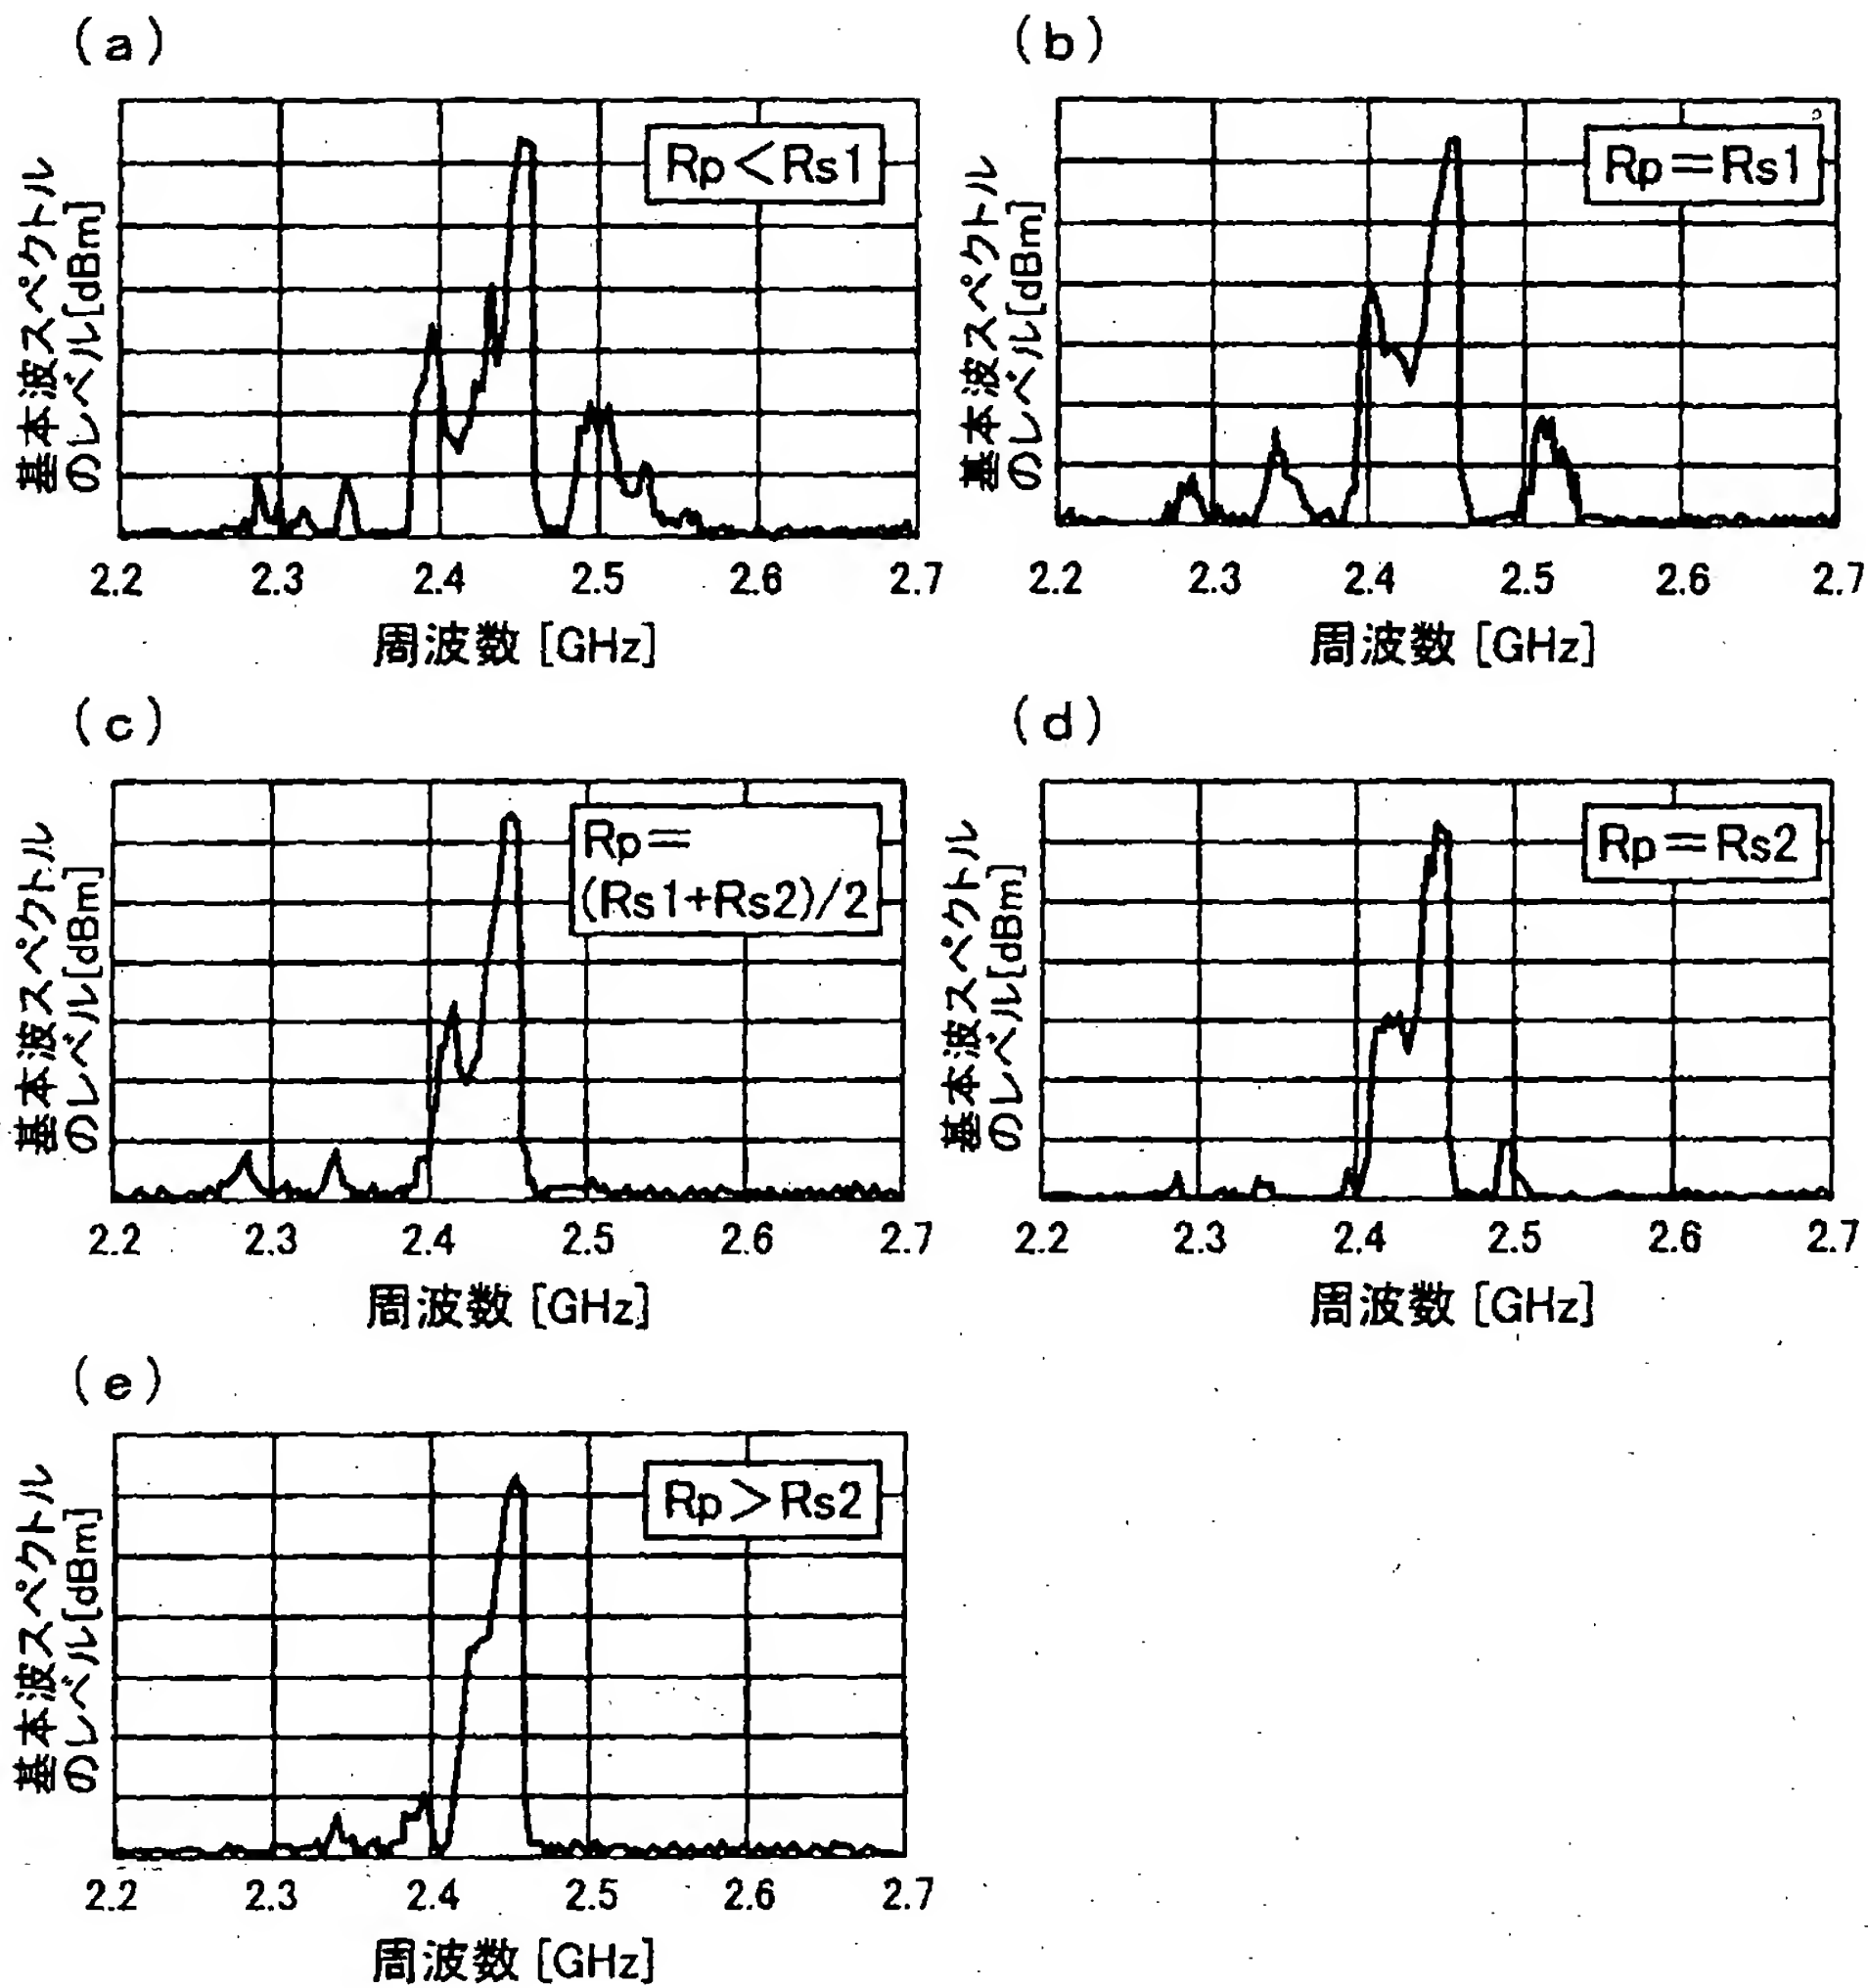 (a)
基本波スペクトル
のレベル[dBm]
Rp<Rs1
2.2 2.3 2.4 2.5 2.6 2.7
周波数 [GHz]
(b)
基本波スペクトル
のレベル[dBm]
Rp=Rs1
2.2 2.3 2.4 2.5 2.6 2.7
周波数 [GHz]
(c)
基本波スペクトル
のレベル[dBm]
Rp=
(Rs1+Rs2)/2
2.2 2.3 2.4 2.5 2.6 2.7
周波数 [GHz]
(d)
基本波スペクトル
のレベル[dBm]
Rp=Rs2
2.2 2.3 2.4 2.5 2.6 2.7
周波数 [GHz]
(e)
基本波スペクトル
のレベル[dBm]
Rp>Rs2
2.2 2.3 2.4 2.5 2.6 2.7
周波数 [GHz]